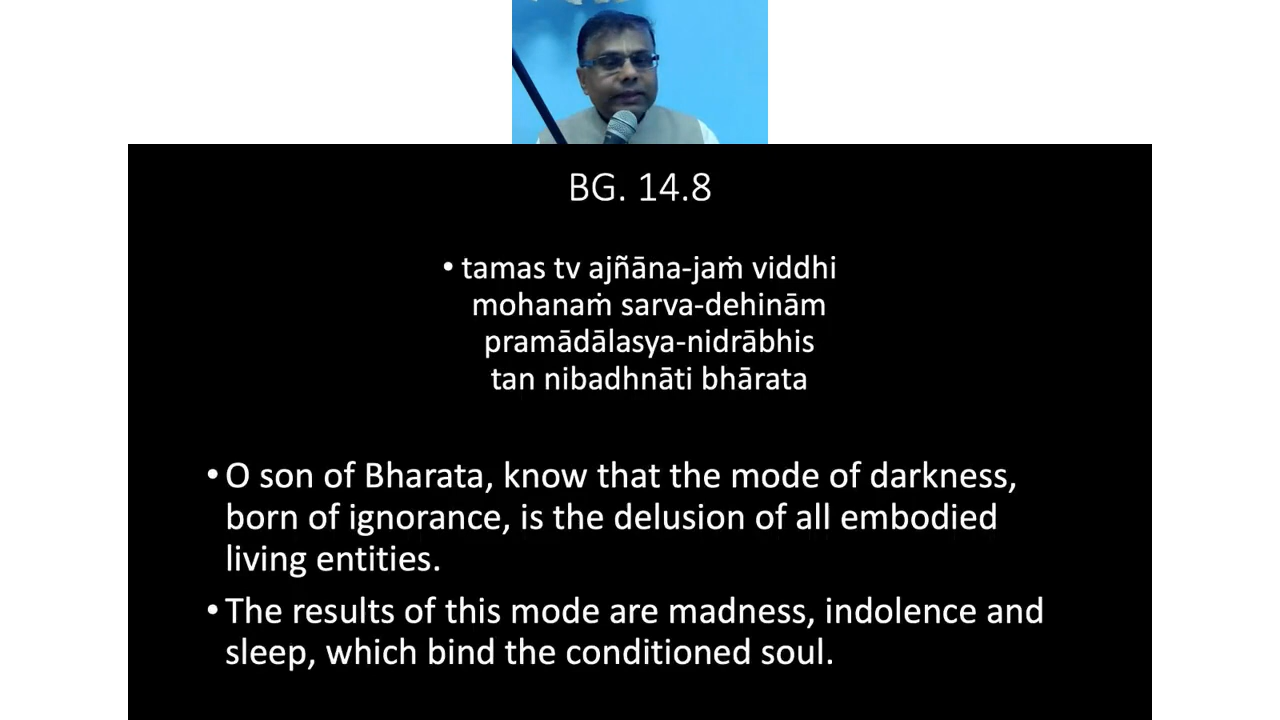 BG. 14.8
• tamas tv ajñāna-jaṁ viddhi
mohanaṁ sarva-dehinām
pramādālasya-nidrābhis
tan nibadhnāti bhārata
• O son of Bharata, know that the mode of darkness,
born of ignorance, is the delusion of all embodied
living entities.
• The results of this mode are madness, indolence and
sleep, which bind the conditioned soul.